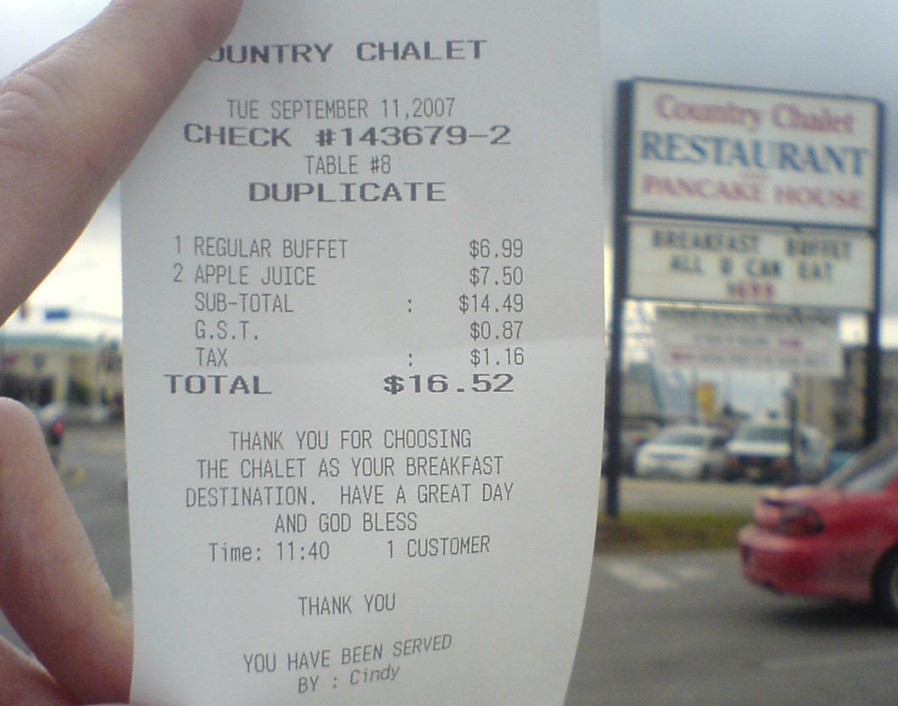 OUNTRY CHALET
TUE SEPTEMBER 11,2007
CHECK #143679-2
TABLE #8
DUPLICATE
1 REGULAR BUFFET $6.99
2 APPLE JUICE $7.50
SUB-TOTAL : $14.49
G.S.T. $0.87
TAX : $1.16
TOTAL $16.52
THANK YOU FOR CHOOSING
THE CHALET AS YOUR BREAKFAST
DESTINATION. HAVE A GREAT DAY
AND GOD BLESS
Time: 11:40 1 CUSTOMER
THANK YOU
YOU HAVE BEEN SERVED
BY : Cindy
Country Chalet
RESTAURANT
PANCAKE HOUSE
BREAKFAST BUFFET
ALL U CAN EAT